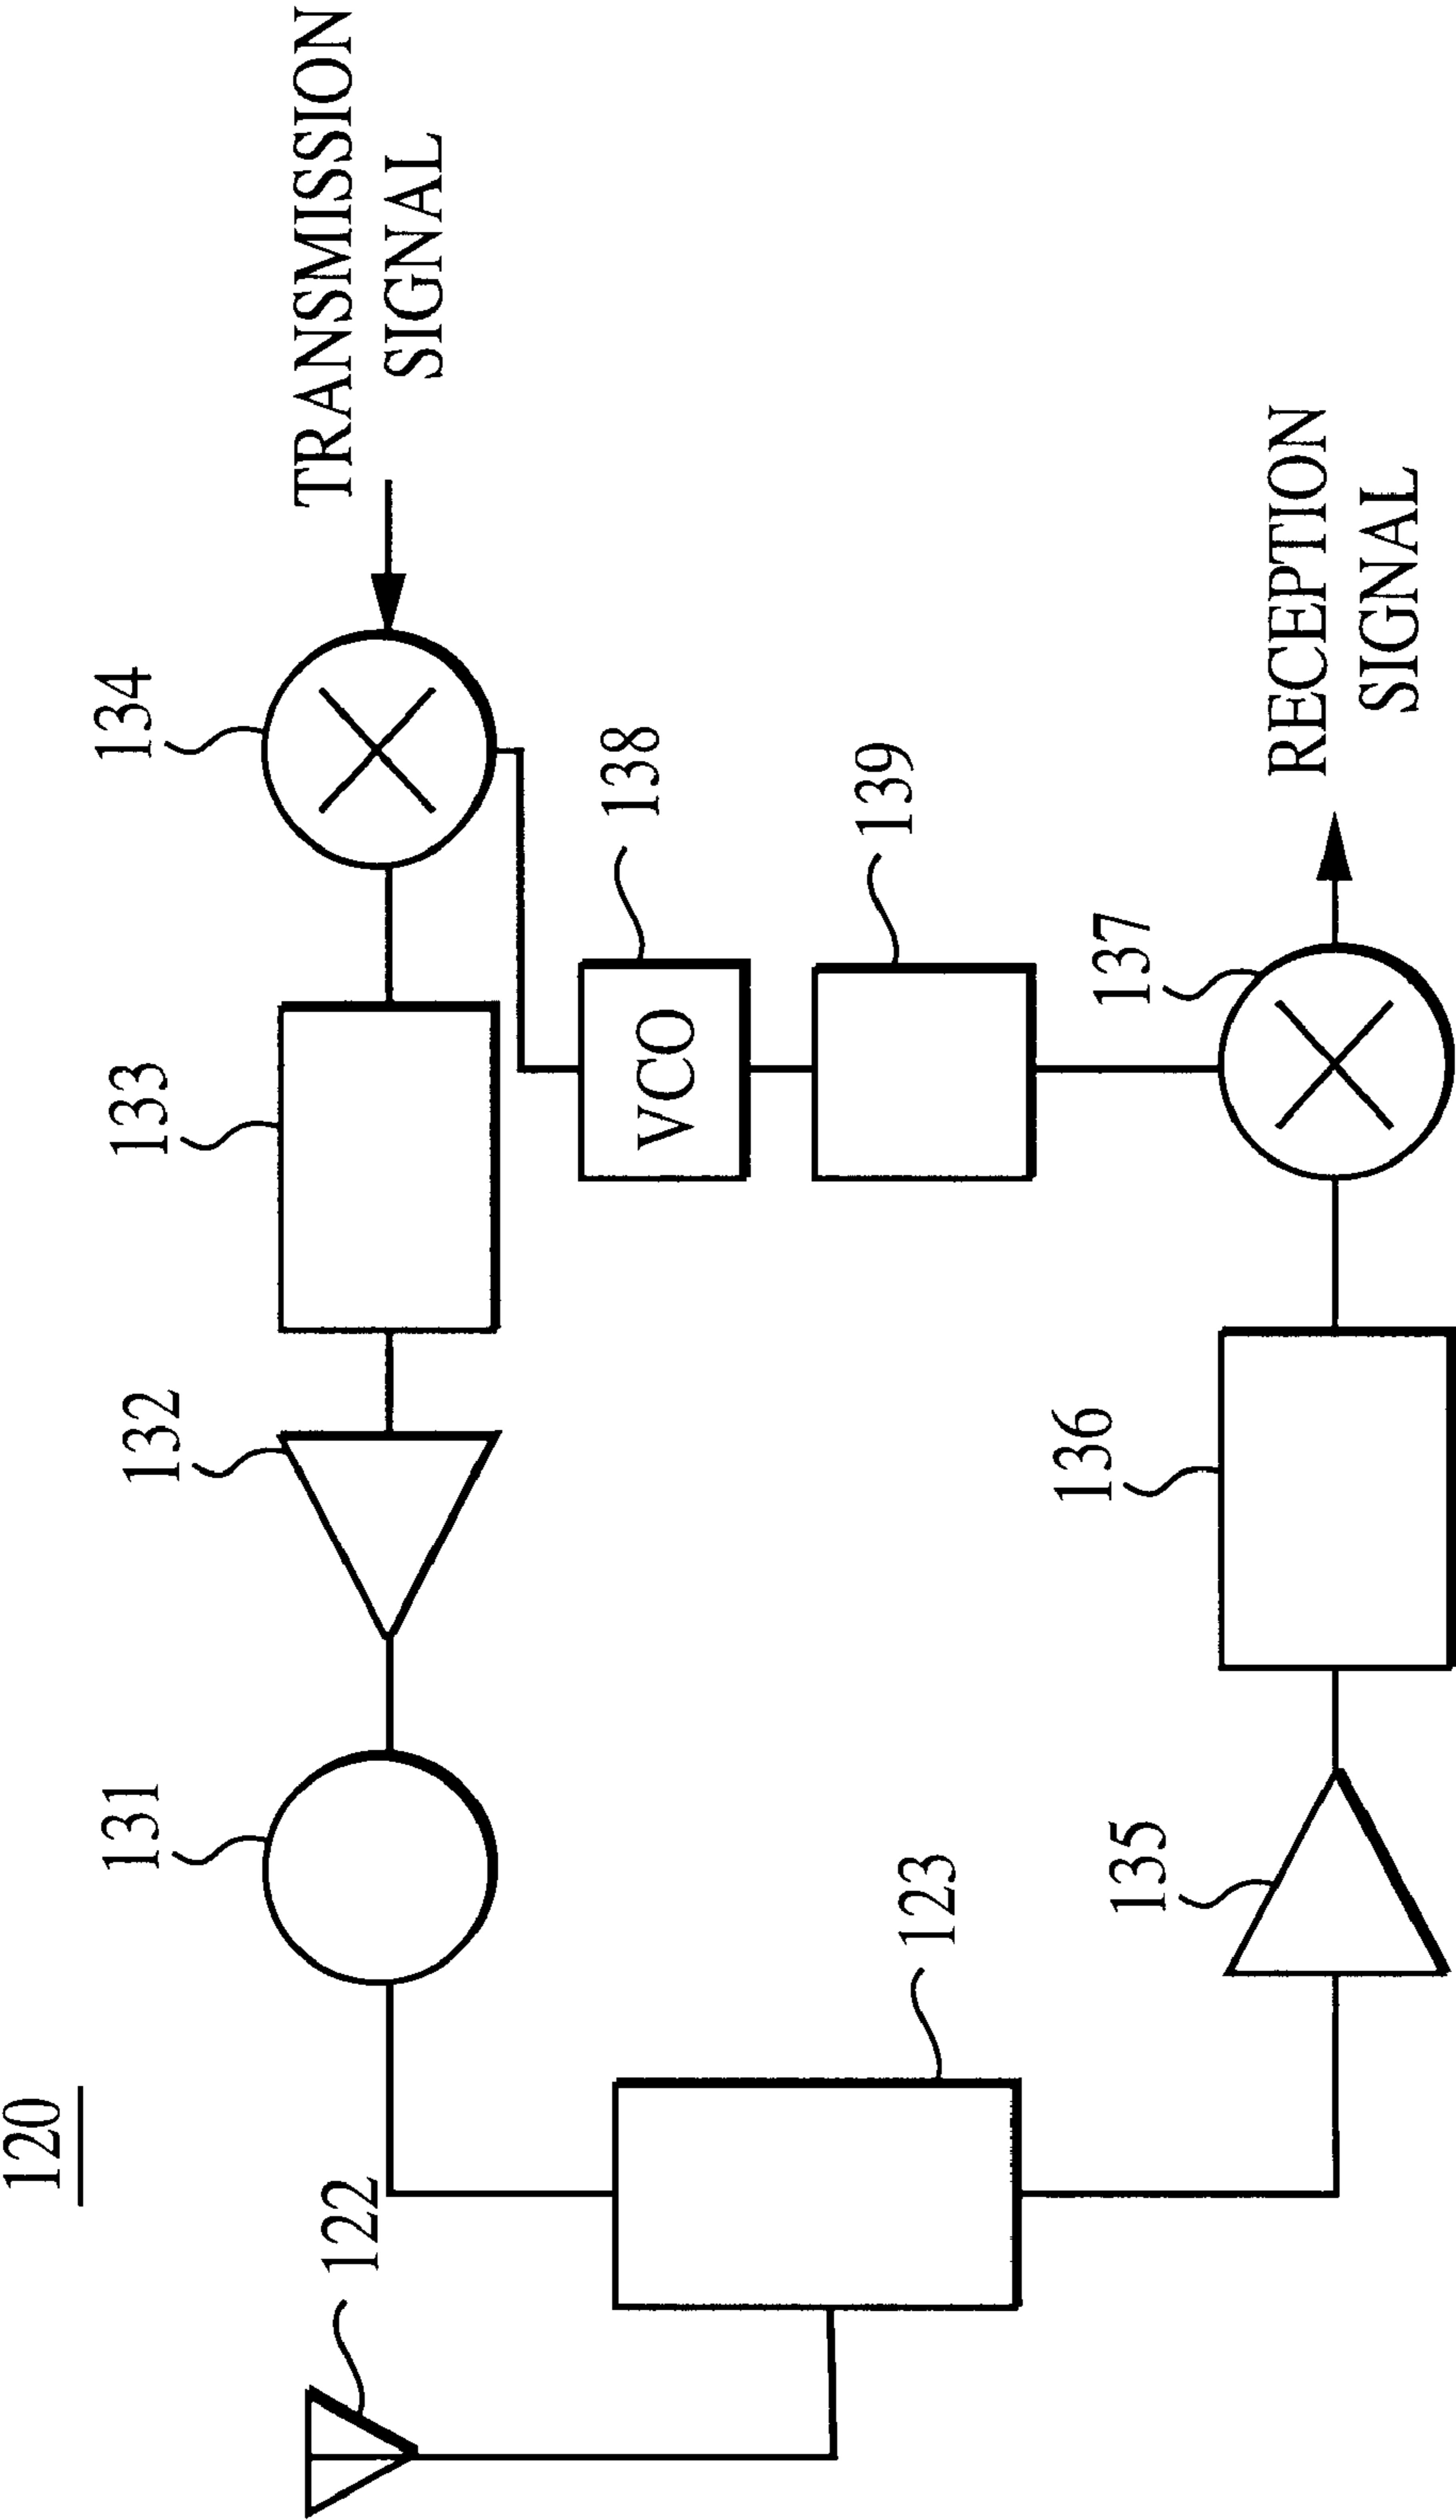 120
122
131
132
133
134
TRANSMISSION
SIGNAL
123
138
VCO
139
135
136
137
RECEPTION
SIGNAL